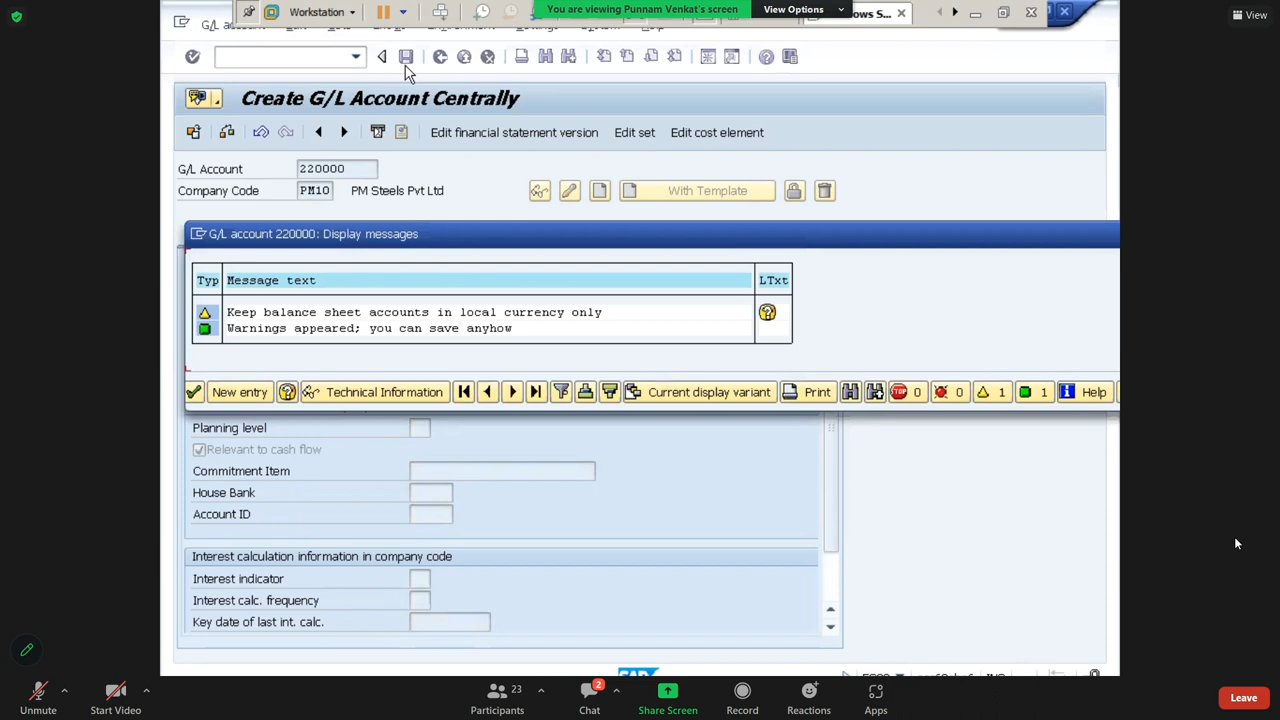 Workstation
You are viewing Punnam Venkat's screen
View Options
View
G/L
Create G/L Account Centrally
Edit financial statement version
Edit set
Edit cost element
G/L Account
220000
Company Code
PM10
PM Steels Pvt Ltd
With Template
G/L account 220000: Display messages
Typ
Message text
LTxt
Keep balance sheet accounts in local currency only
Warnings appeared; you can save anyhow
New entry
Technical Information
Current display variant
Print
STOP
0
0
1
1
Help
Planning level
Relevant to cash flow
Commitment Item
House Bank
Account ID
Interest calculation information in company code
Interest indicator
Interest calc. frequency
Key date of last int. calc.
Unmute
Start Video
23
Participants
2
Chat
Share Screen
Record
Reactions
Apps
Leave